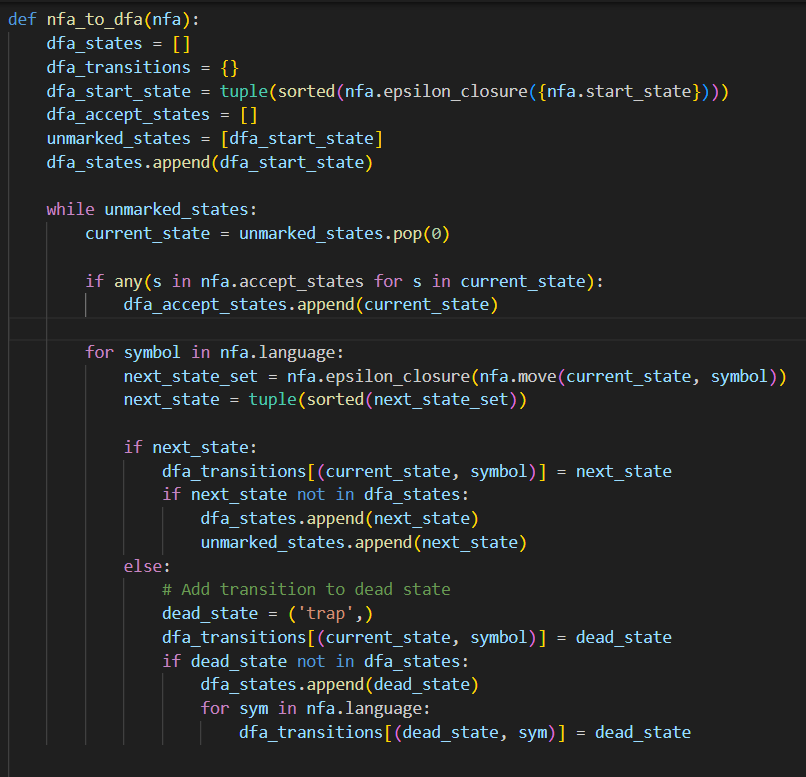 def nfa_to_dfa(nfa):
    dfa_states = []
    dfa_transitions = {}
    dfa_start_state = tuple(sorted(nfa.epsilon_closure({nfa.start_state})))
    dfa_accept_states = []
    unmarked_states = [dfa_start_state]
    dfa_states.append(dfa_start_state)

    while unmarked_states:
        current_state = unmarked_states.pop(0)

        if any(s in nfa.accept_states for s in current_state):
            dfa_accept_states.append(current_state)

        for symbol in nfa.language:
            next_state_set = nfa.epsilon_closure(nfa.move(current_state, symbol))
            next_state = tuple(sorted(next_state_set))

            if next_state:
                dfa_transitions[(current_state, symbol)] = next_state
                if next_state not in dfa_states:
                    dfa_states.append(next_state)
                    unmarked_states.append(next_state)
            else:
                # Add transition to dead state
                dead_state = ('trap',)
                dfa_transitions[(current_state, symbol)] = dead_state
                if dead_state not in dfa_states:
                    dfa_states.append(dead_state)
                    for sym in nfa.language:
                        dfa_transitions[(dead_state, sym)] = dead_state